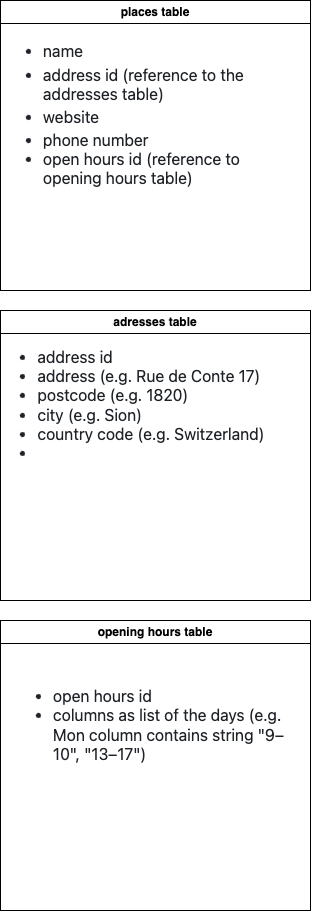 places table
name
address id (reference to the
addresses table)
website
phone number
open hours id (reference to
opening hours table)
adresses table
address id
address (e.g. Rue de Conte 17)
postcode (e.g. 1820)
city (e.g. Sion)
country code (e.g. Switzerland)
opening hours table
open hours id
columns as list of the days (e.g.
Mon column contains string "9–
10", "13–17")